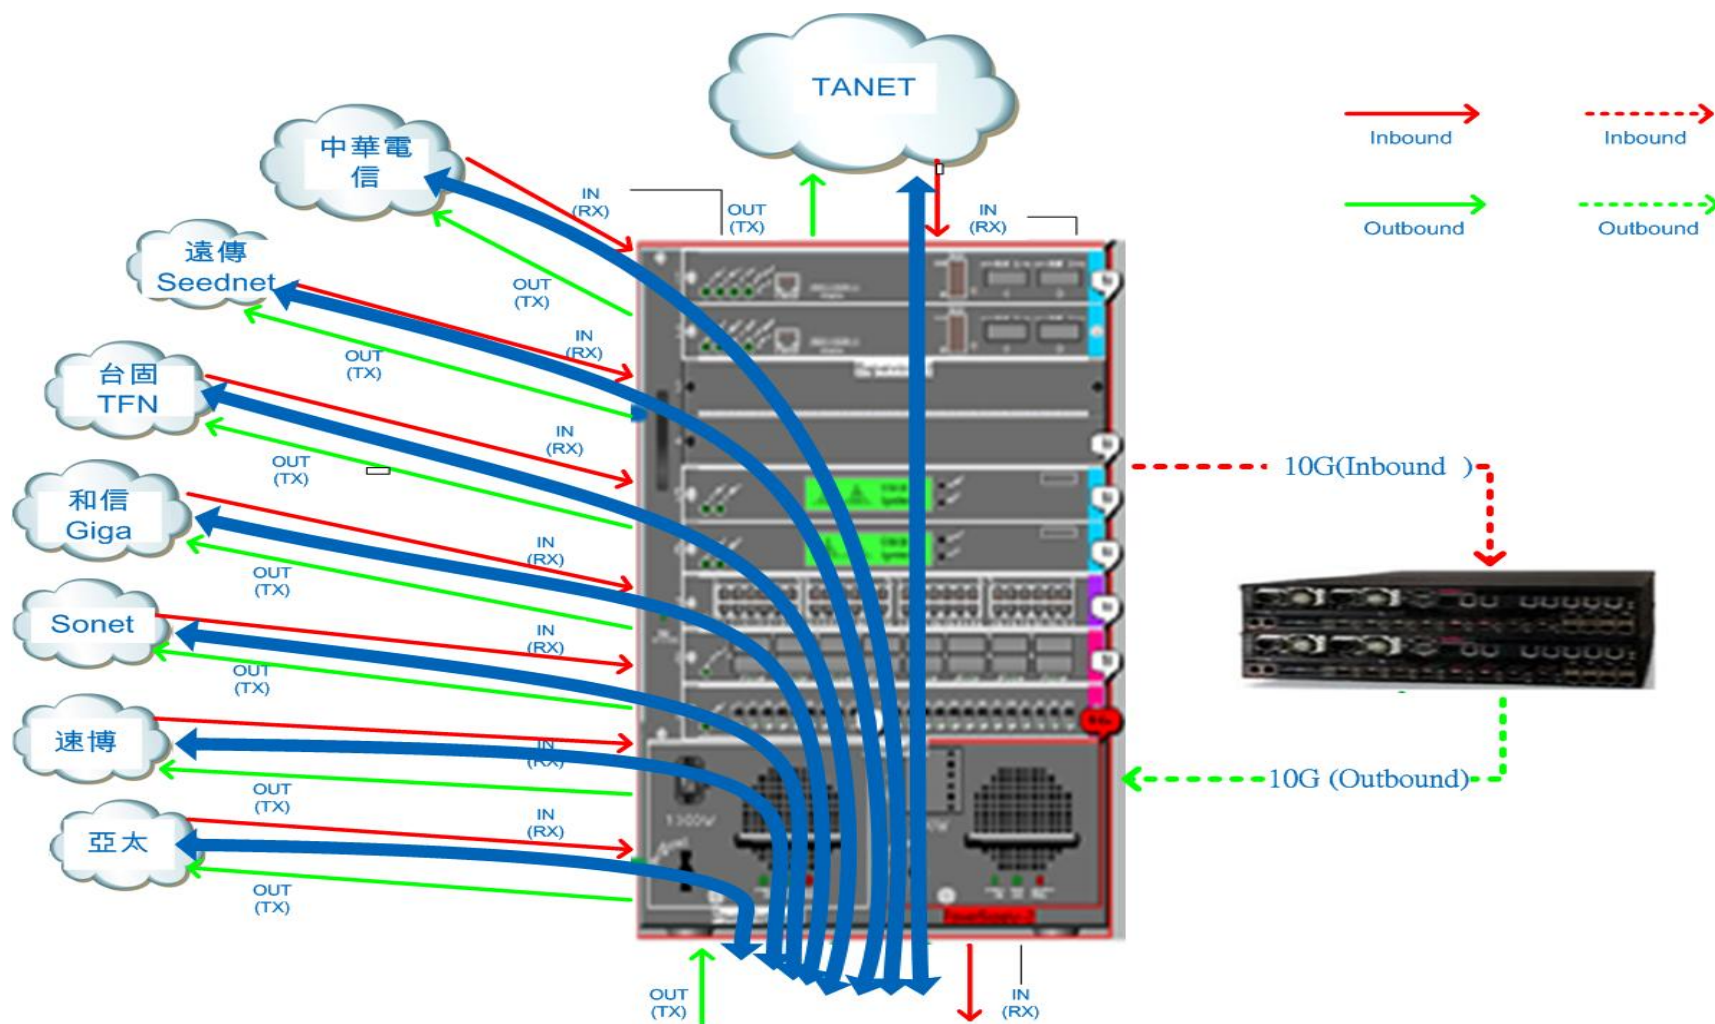 TANET
中華電
信
遠傳
Seednet
台固
TFN
和信
Giga
Sonet
速博
亞太
IN
(RX)
OUT
(TX)
IN
(RX)
Inbound
Inbound
Outbound
Outbound
OUT
(TX)
IN
(RX)
OUT
(TX)
IN
(RX)
OUT
(TX)
IN
(RX)
OUT
(TX)
IN
(RX)
OUT
(TX)
IN
(RX)
OUT
(TX)
IN
(RX)
OUT
(TX)
10G(Inbound )
10G (Outbound)
OUT
(TX)
IN
(RX)